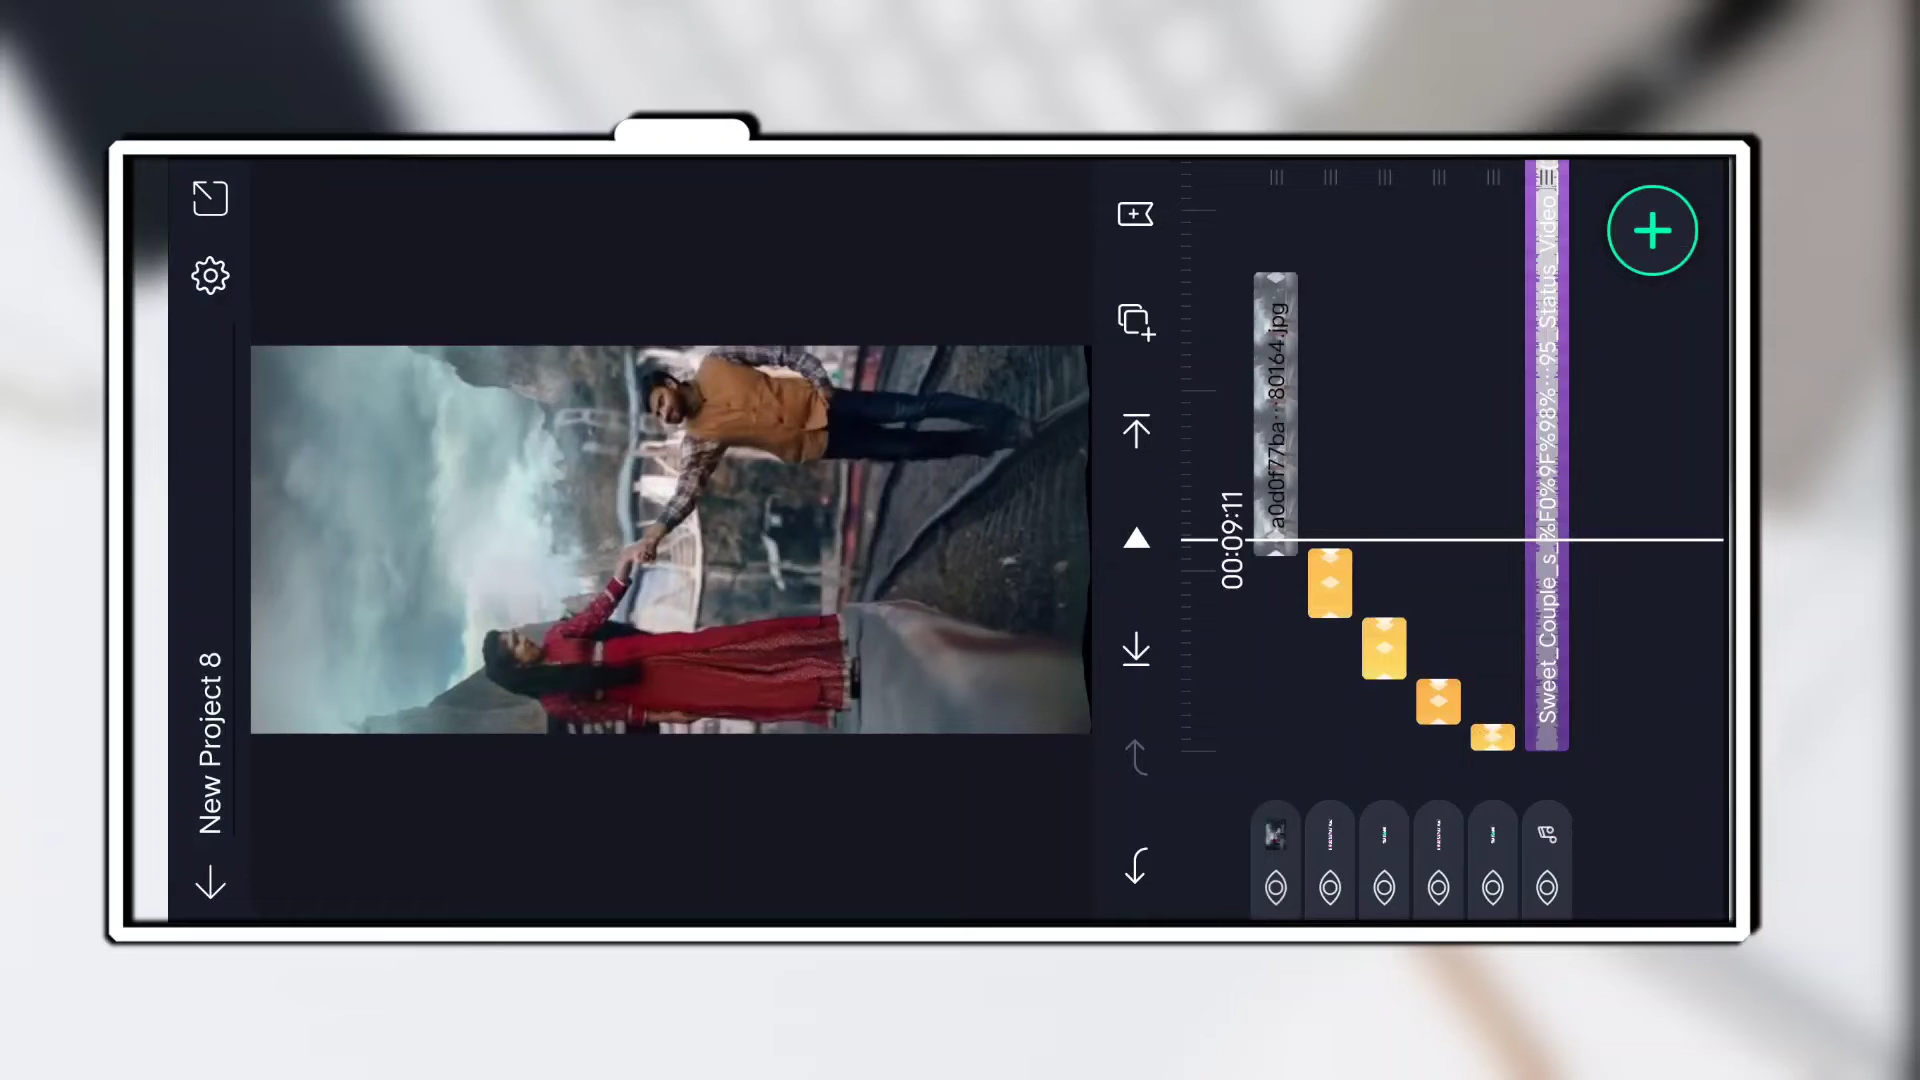 New Project 8
00:09:11
a0d0f77ba...80164.jpg
Sweet_Couple_s_%F0%9F%98%...95_Status_Video